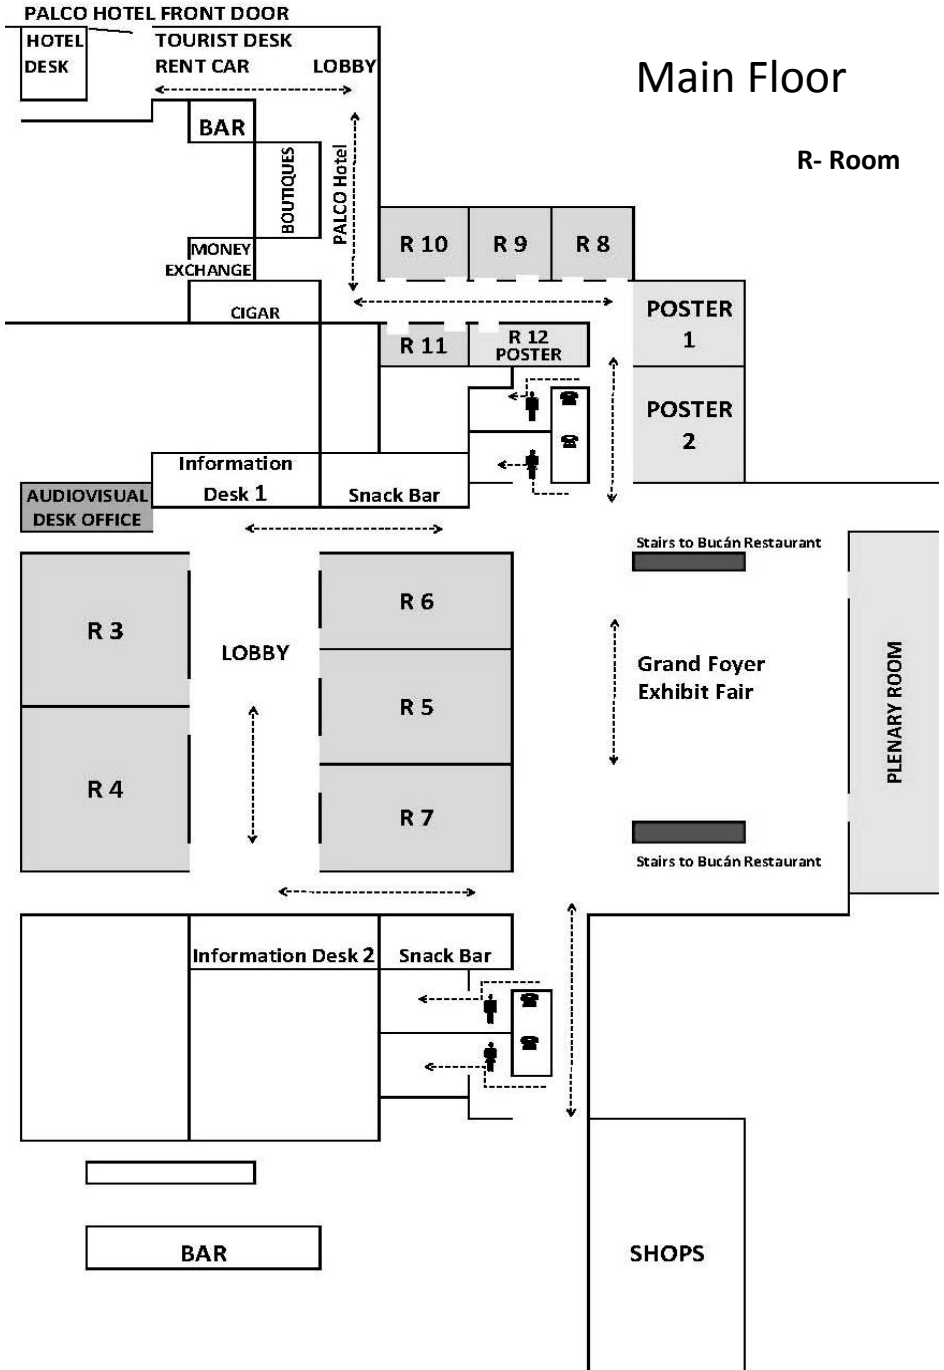 PALCO HOTEL FRONT DOOR
HOTEL
DESK
TOURIST DESK
RENT CAR
LOBBY
Main Floor
R- Room
BAR
BOUTIQUES
PALCO Hotel
MONEY
EXCHANGE
CIGAR
R 10
R 9
R 8
POSTER
1
R 11
R 12
POSTER
POSTER
2
Information
Desk 1
Snack Bar
AUDIOVISUAL
DESK OFFICE
Stairs to Bucán Restaurant
R 3
R 6
LOBBY
Grand Foyer
Exhibit Fair
R 5
PLENARY ROOM
R 4
R 7
Stairs to Bucán Restaurant
Information Desk 2
Snack Bar
BAR
SHOPS